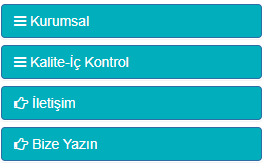 Kurumsal
Kalite-İç Kontrol
İletişim
Bize Yazın